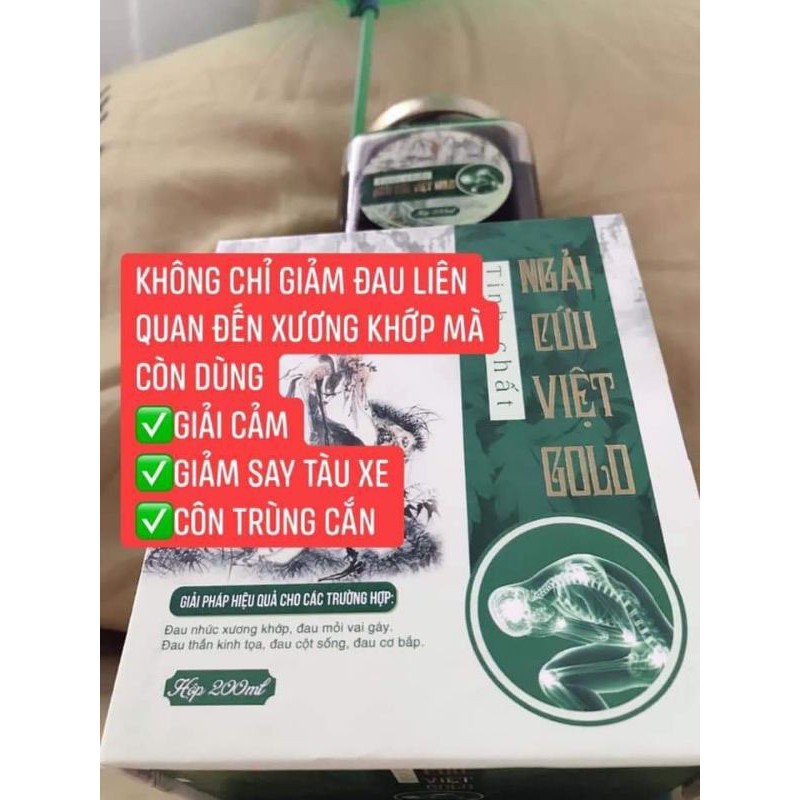 KHÔNG CHỈ GIẢM ĐAU LIÊN
QUAN ĐẾN XƯƠNG KHỚP MÀ
CÒN DÙNG
✅GIẢI CẢM
✅GIẢM SAY TÀU XE
✅CÔN TRÙNG CẮN
Tinh chất
NGẢI
CỨU
VIỆT
GOLD
GIẢI PHÁP HIỆU QUẢ CHO CÁC TRƯỜNG HỢP:
Đau nhức xương khớp, đau mỏi vai gáy.
Đau thần kinh tọa, đau cột sống, đau cơ bắp.
Hộp 200ml
VIỆT
GOLD